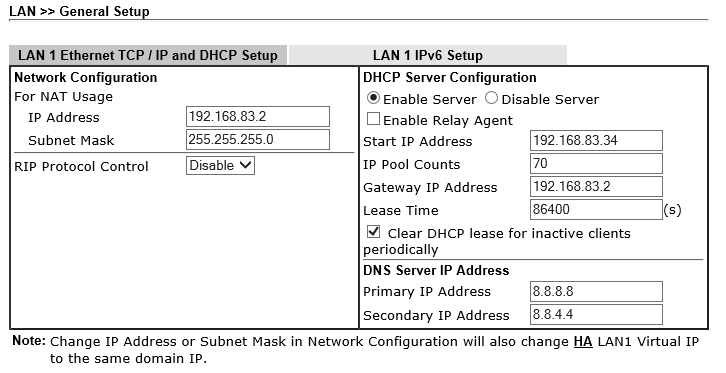 LAN >> General Setup
LAN 1 Ethernet TCP / IP and DHCP Setup
LAN 1 IPv6 Setup
Network Configuration
For NAT Usage
IP Address 192.168.83.2
Subnet Mask 255.255.255.0
RIP Protocol Control Disable
DHCP Server Configuration
Enable Server Disable Server
Enable Relay Agent
Start IP Address 192.168.83.34
IP Pool Counts 70
Gateway IP Address 192.168.83.2
Lease Time 86400 (s)
Clear DHCP lease for inactive clients
periodically
DNS Server IP Address
Primary IP Address 8.8.8.8
Secondary IP Address 8.8.4.4
Note: Change IP Address or Subnet Mask in Network Configuration will also change HA LAN1 Virtual IP
to the same domain IP.